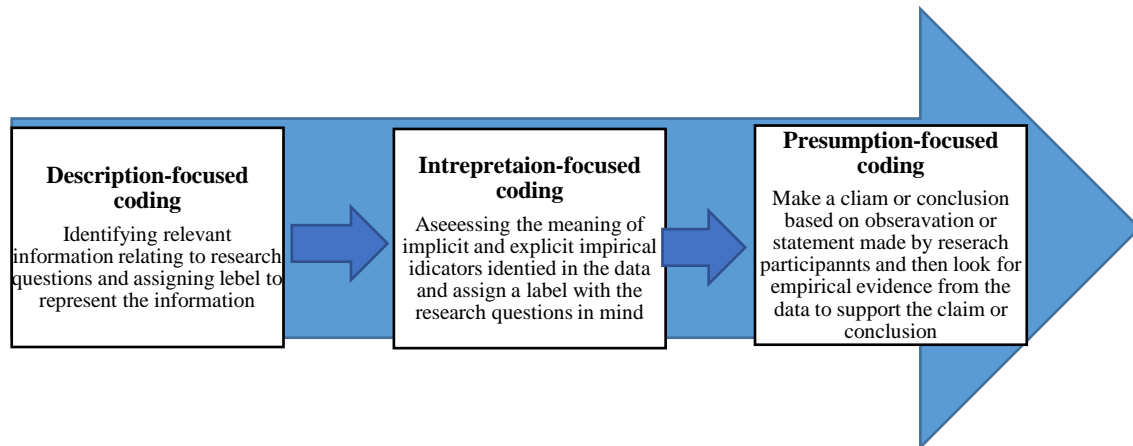 Description-focused
coding
Identifying relevant
information relating to research
questions and assigning lebel to
represent the information
Intrepretaion-focused
coding
Aseeessing the meaning of
implicit and explicit impirical
idicators identied in the data
and assign a label with the
research questions in mind
Presumption-focused
coding
Make a cliam or conclusion
based on obseravation or
statement made by reserach
participannts and then look for
empirical evidence from the
data to support the claim or
conclusion